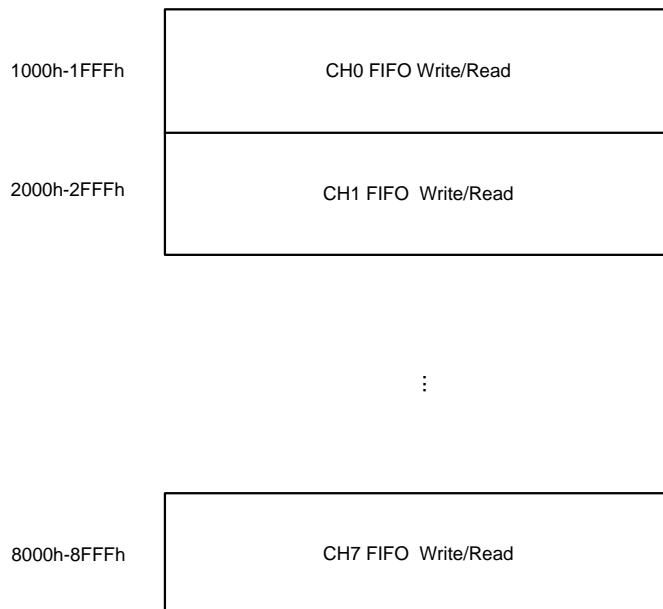 1000h-1FFFh
CH0 FIFO Write/Read
2000h-2FFFh
CH1 FIFO Write/Read
⋮
8000h-8FFFh
CH7 FIFO Write/Read